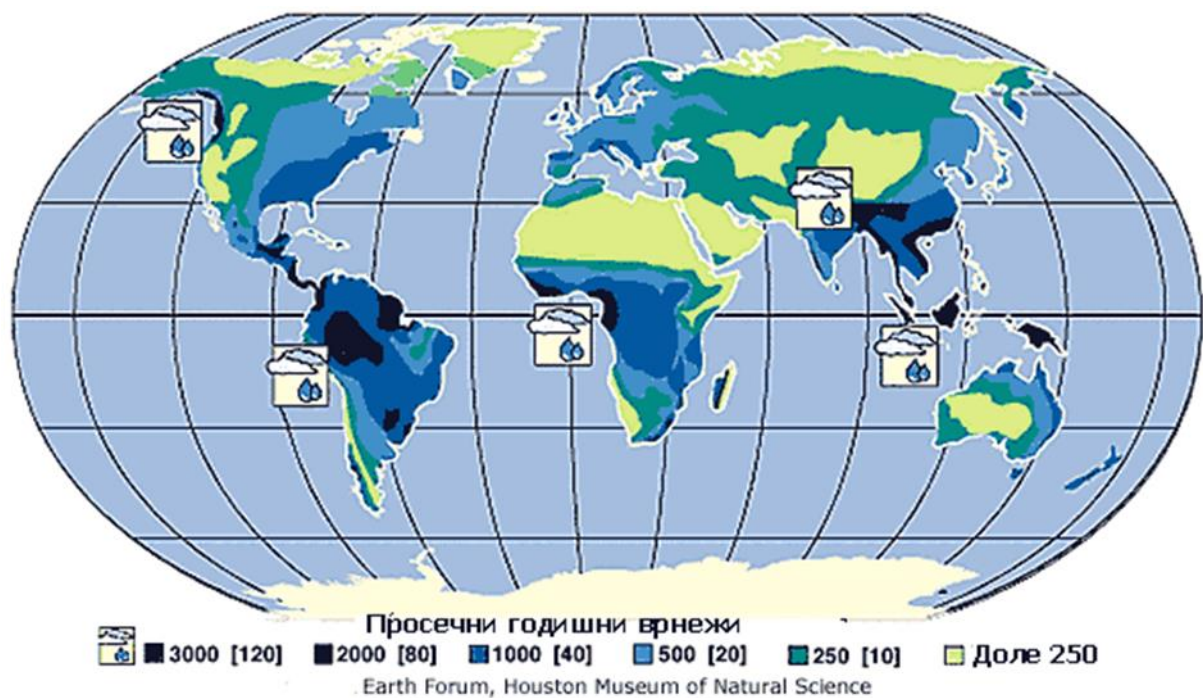 Просечни годишни врнежи
3000 [120] 2000 [80] 1000 [40] 500 [20] 250 [10] Доле 250
Earth Forum, Houston Museum of Natural Science